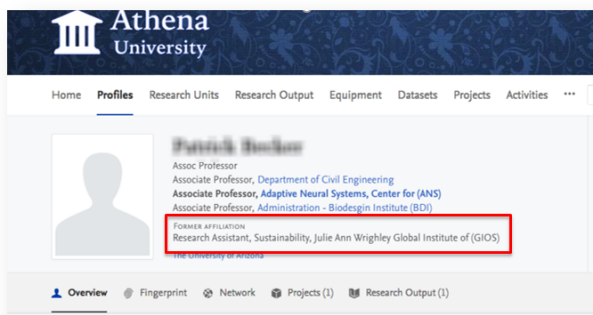 Athena
University
Home Profiles Research Units Research Output Equipment Datasets Projects Activities ...
Assoc Professor
Associate Professor, Department of Civil Engineering
Associate Professor, Adaptive Neural Systems, Center for (ANS)
Associate Professor, Administration - Biodesgin Institute (BDI)
FORMER AFFILIATION
Research Assistant, Sustainability, Julie Ann Wrighley Global Institute of (GIOS)
The University of Arizona
Overview Fingerprint Network Projects (1) Research Output (1)